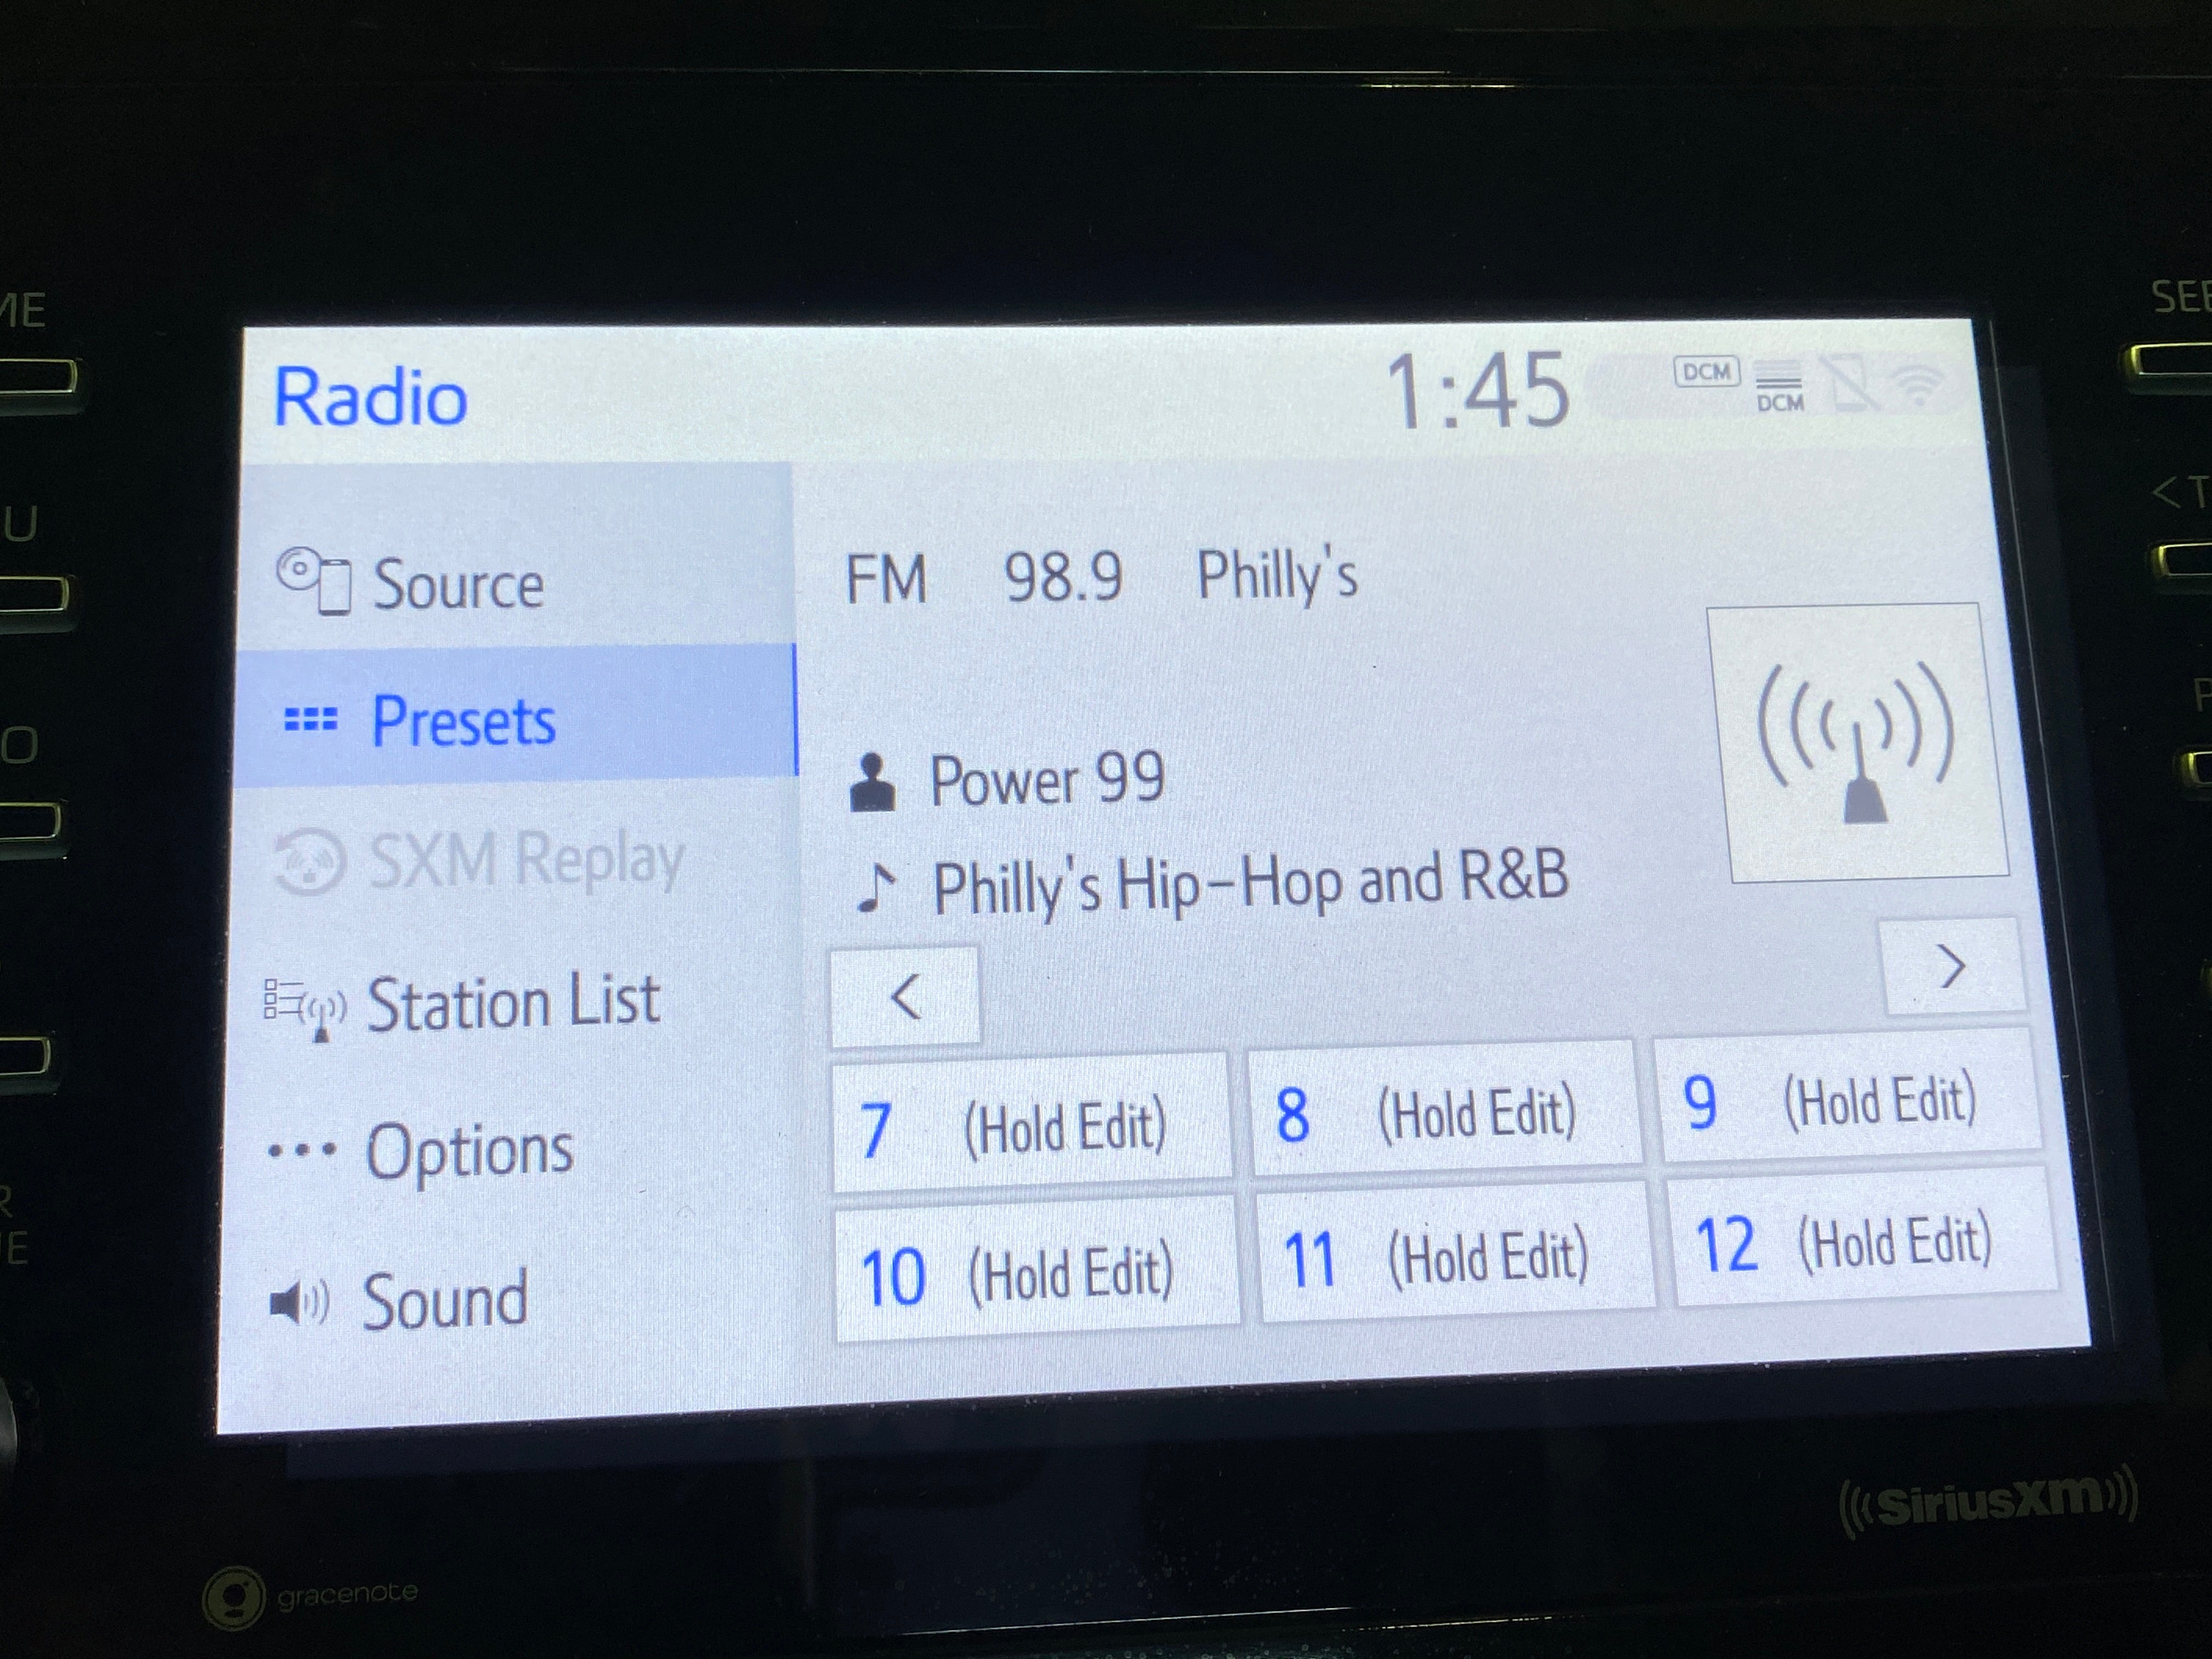 Radio
1:45
DCM
DCM
Source
Presets
SXM Replay
Station List
Options
Sound
FM 98.9 Philly's
Power 99
Philly's Hip-Hop and R&B
<
>
7 (Hold Edit)
8 (Hold Edit)
9 (Hold Edit)
10 (Hold Edit)
11 (Hold Edit)
12 (Hold Edit)
ME
U
O
R
E
SEE
<T
P
SiriusXm
gracenote